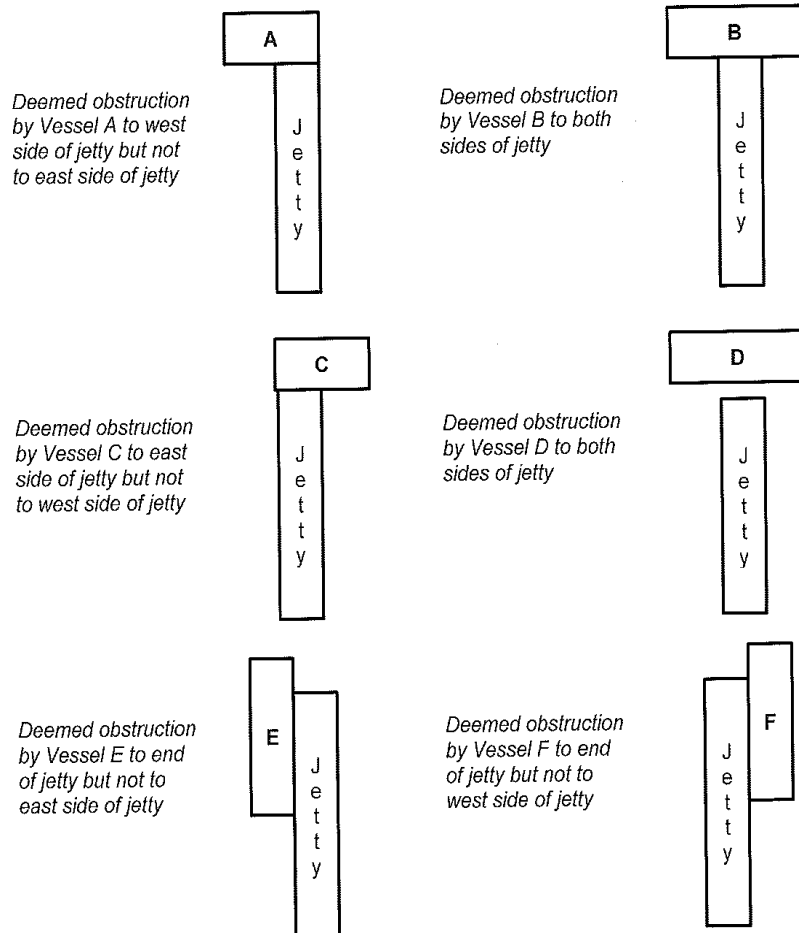 A
Deemed obstruction
by Vessel A to west
side of jetty but not
to east side of jetty
J
e
t
t
y
B
Deemed obstruction
by Vessel B to both
sides of jetty
J
e
t
t
y
C
Deemed obstruction
by Vessel C to east
side of jetty but not
to west side of jetty
J
e
t
t
y
D
Deemed obstruction
by Vessel D to both
sides of jetty
J
e
t
t
y
E
Deemed obstruction
by Vessel E to end
of jetty but not to
east side of jetty
J
e
t
t
y
F
Deemed obstruction
by Vessel F to end
of jetty but not to
west side of jetty
J
e
t
t
y